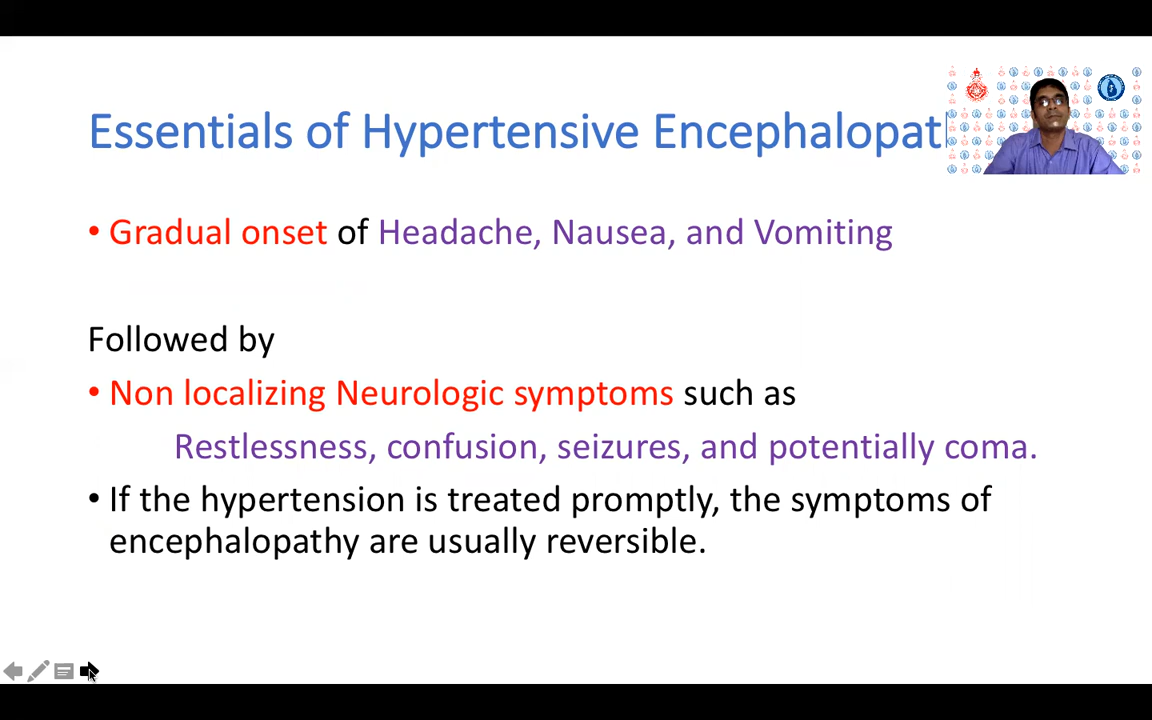 Essentials of Hypertensive Encephalopat
• Gradual onset of Headache, Nausea, and Vomiting
Followed by
• Non localizing Neurologic symptoms such as
Restlessness, confusion, seizures, and potentially coma.
• If the hypertension is treated promptly, the symptoms of
encephalopathy are usually reversible.